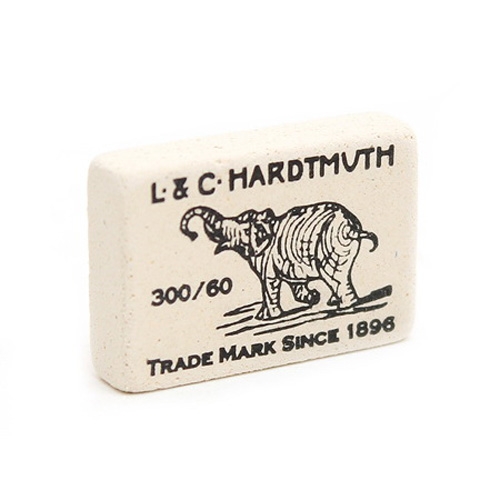 L·&C·HARDTMUTH
300/60
TRADE MARK SINCE 1896